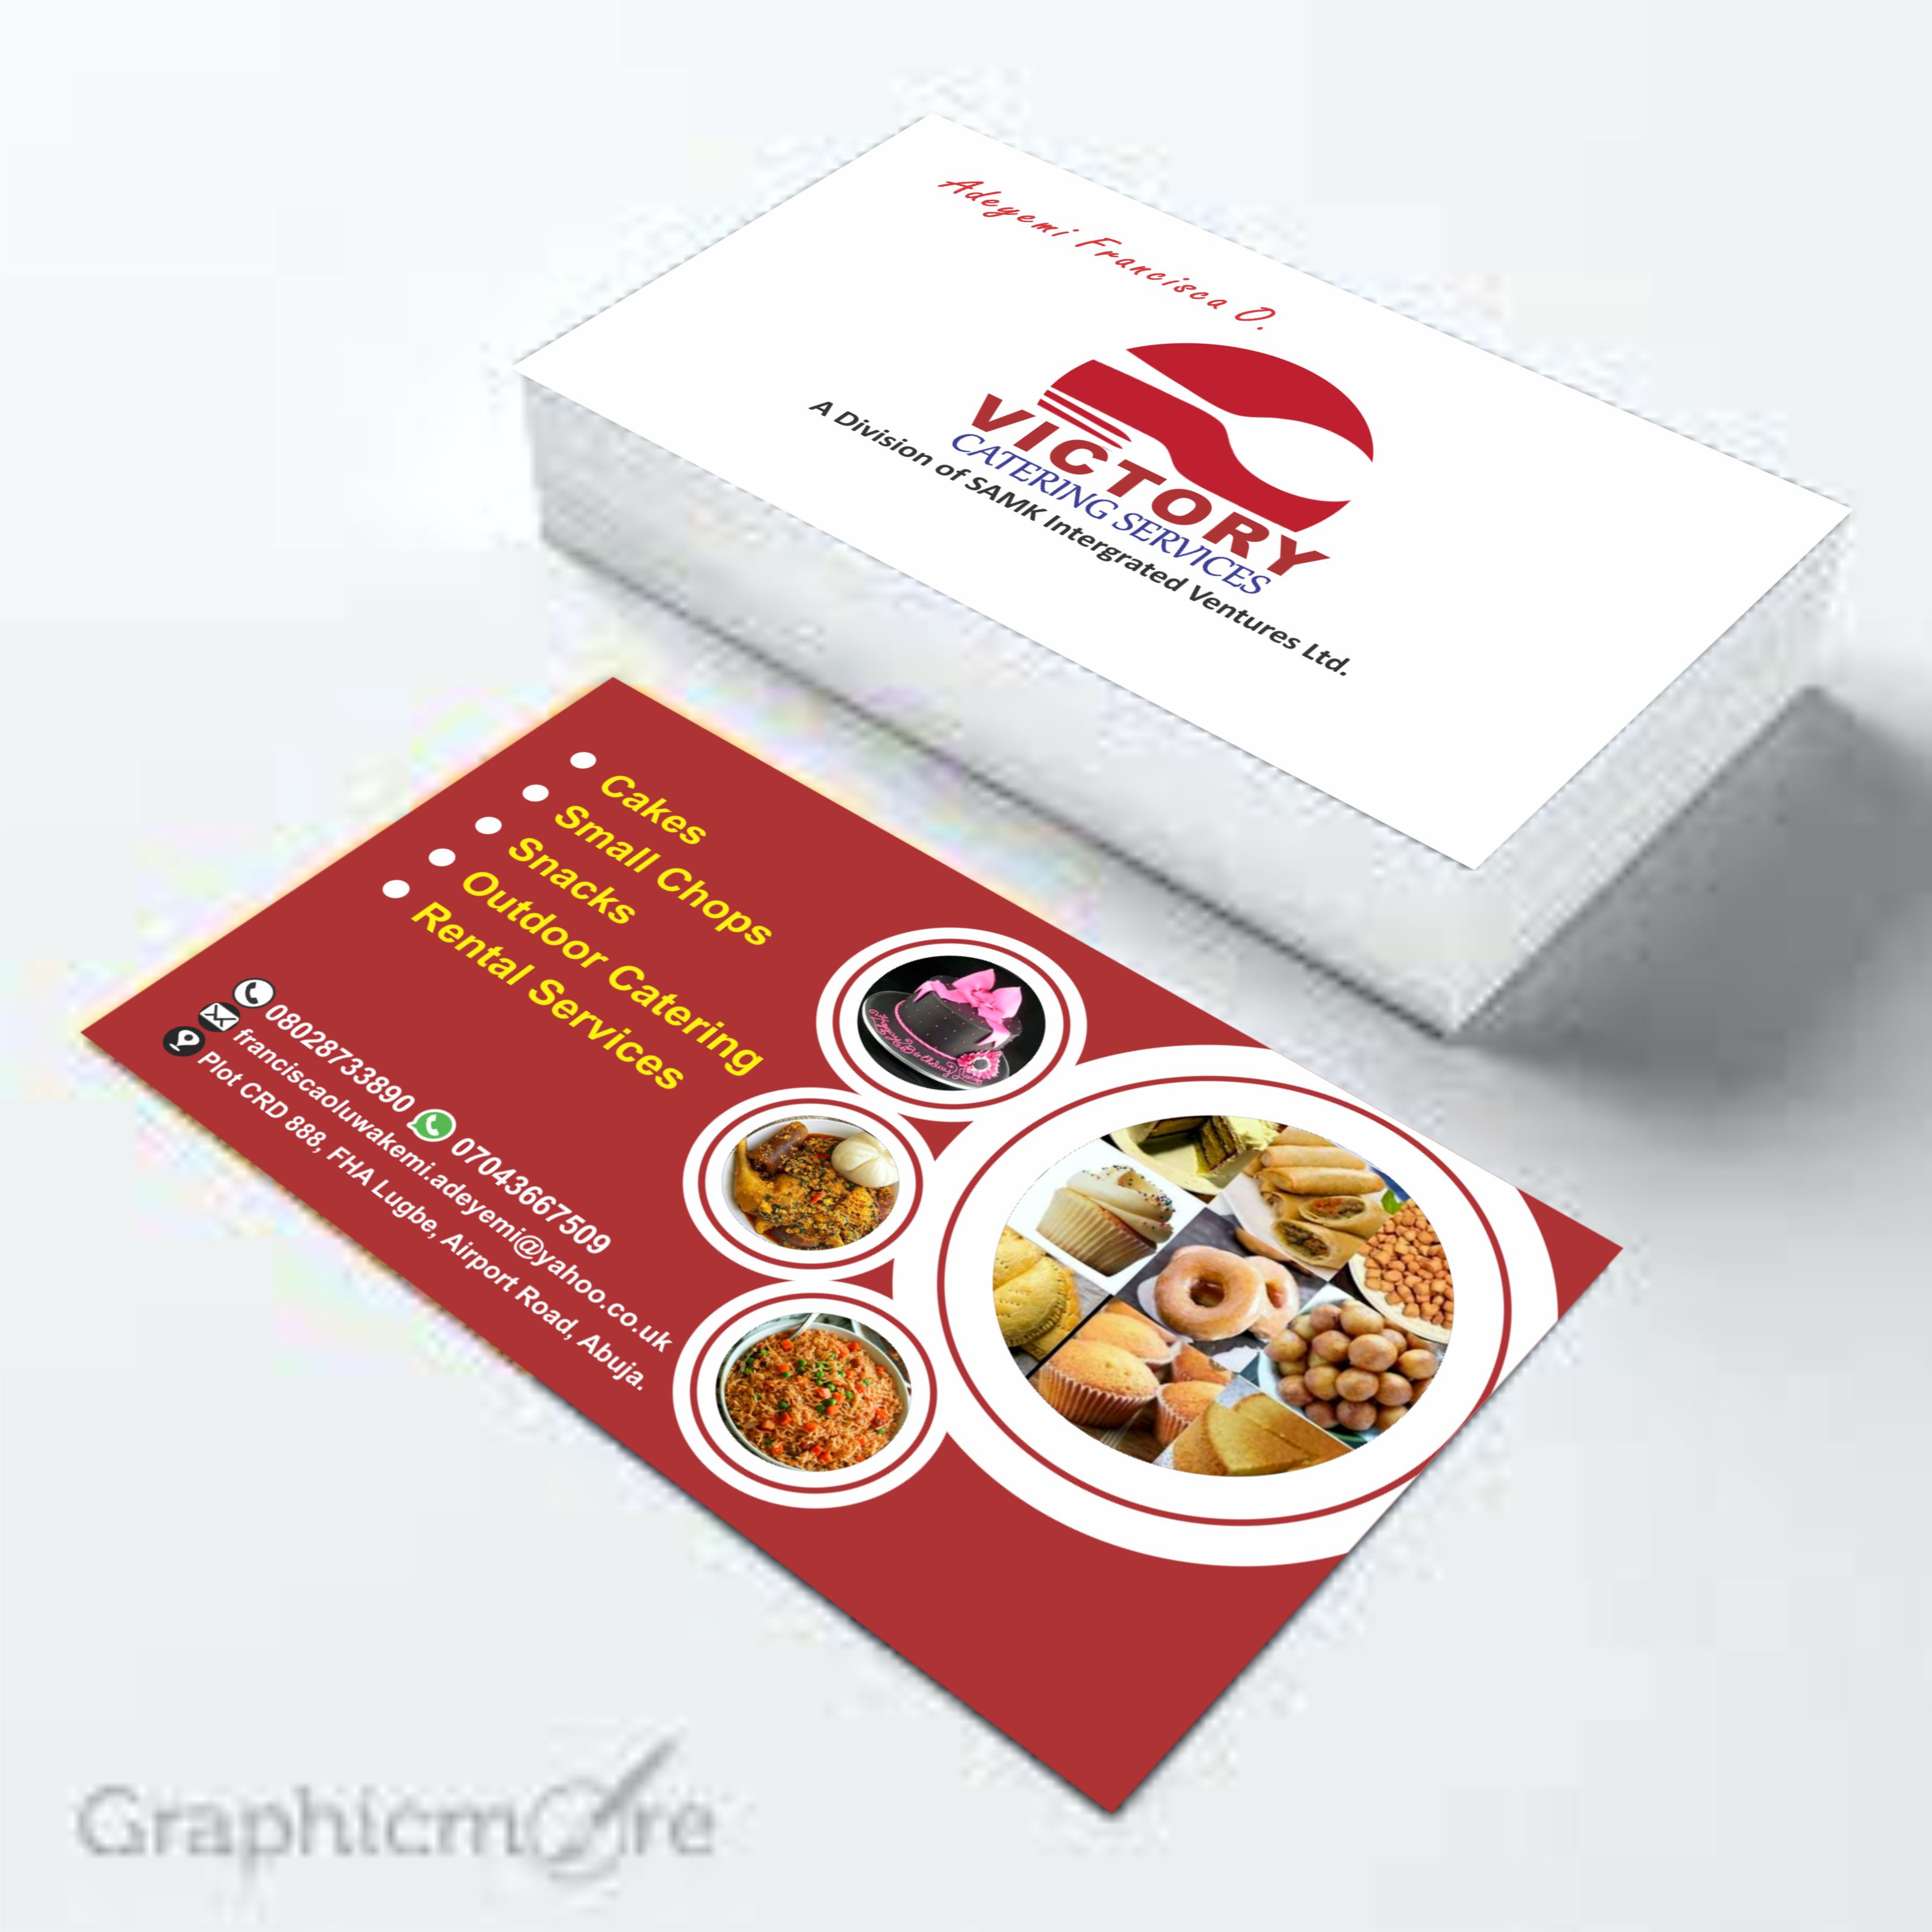 Adeyemi Francisca O.
VICTORY
CATERING SERVICES
A Division of SAMK Intergrated Ventures Ltd.
Cakes
Small Chops
Snacks
Outdoor Catering
Rental Services
08028733890 07043667509
franciscaoluwakemi.adeyemi@yahoo.co.uk
Plot CRD 888, FHA Lugbe, Airport Road, Abuja.
Graphicmore